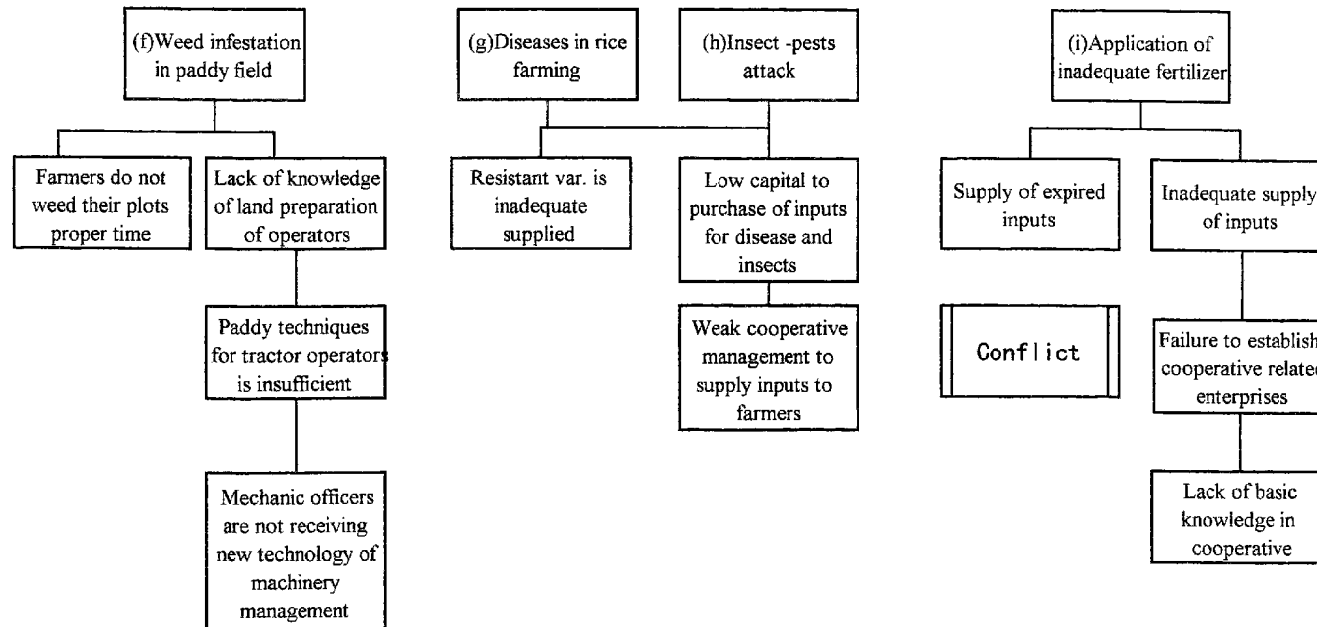 (f)Weed infestation
in paddy field
(g)Diseases in rice
farming
(h)Insect -pests
attack
(i)Application of
inadequate fertilizer
Farmers do not
weed their plots
proper time
Lack of knowledge
of land preparation
of operators
Resistant var. is
inadequate
supplied
Low capital to
purchase of inputs
for disease and
insects
Supply of expired
inputs
Inadequate supply
of inputs
Paddy techniques
for tractor operators
is insufficient
Weak cooperative
management to
supply inputs to
farmers
Conflict
Failure to establish
cooperative related
enterprises
Mechanic officers
are not receiving
new technology of
machinery
management
Lack of basic
knowledge in
cooperative